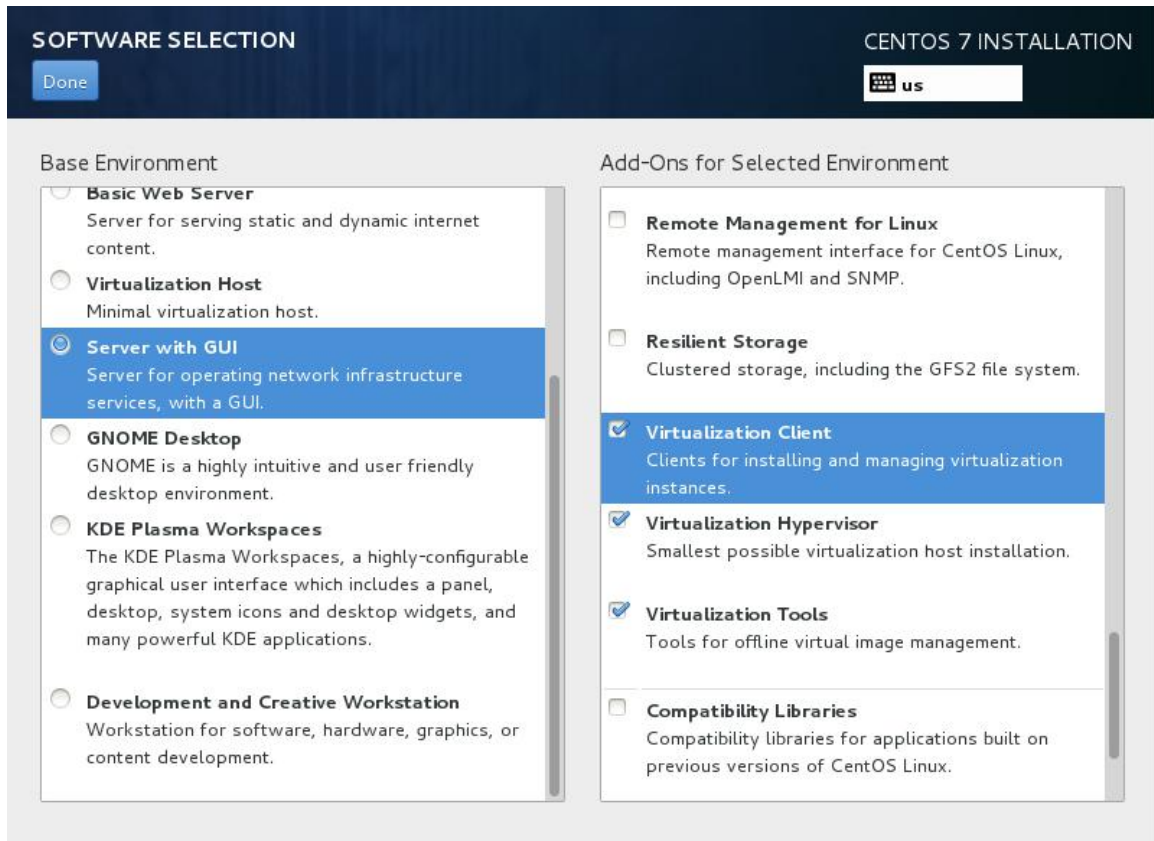 SOFTWARE SELECTION
CENTOS 7 INSTALLATION
Done
us
Base Environment
Basic Web Server
Server for serving static and dynamic internet
content.
Virtualization Host
Minimal virtualization host.
Server with GUI
Server for operating network infrastructure
services, with a GUI.
GNOME Desktop
GNOME is a highly intuitive and user friendly
desktop environment.
KDE Plasma Workspaces
The KDE Plasma Workspaces, a highly-configurable
graphical user interface which includes a panel,
desktop, system icons and desktop widgets, and
many powerful KDE applications.
Development and Creative Workstation
Workstation for software, hardware, graphics, or
content development.
Add-Ons for Selected Environment
Remote Management for Linux
Remote management interface for CentOS Linux,
including OpenLMI and SNMP.
Resilient Storage
Clustered storage, including the GFS2 file system.
Virtualization Client
Clients for installing and managing virtualization
instances.
Virtualization Hypervisor
Smallest possible virtualization host installation.
Virtualization Tools
Tools for offline virtual image management.
Compatibility Libraries
Compatibility libraries for applications built on
previous versions of CentOS Linux.